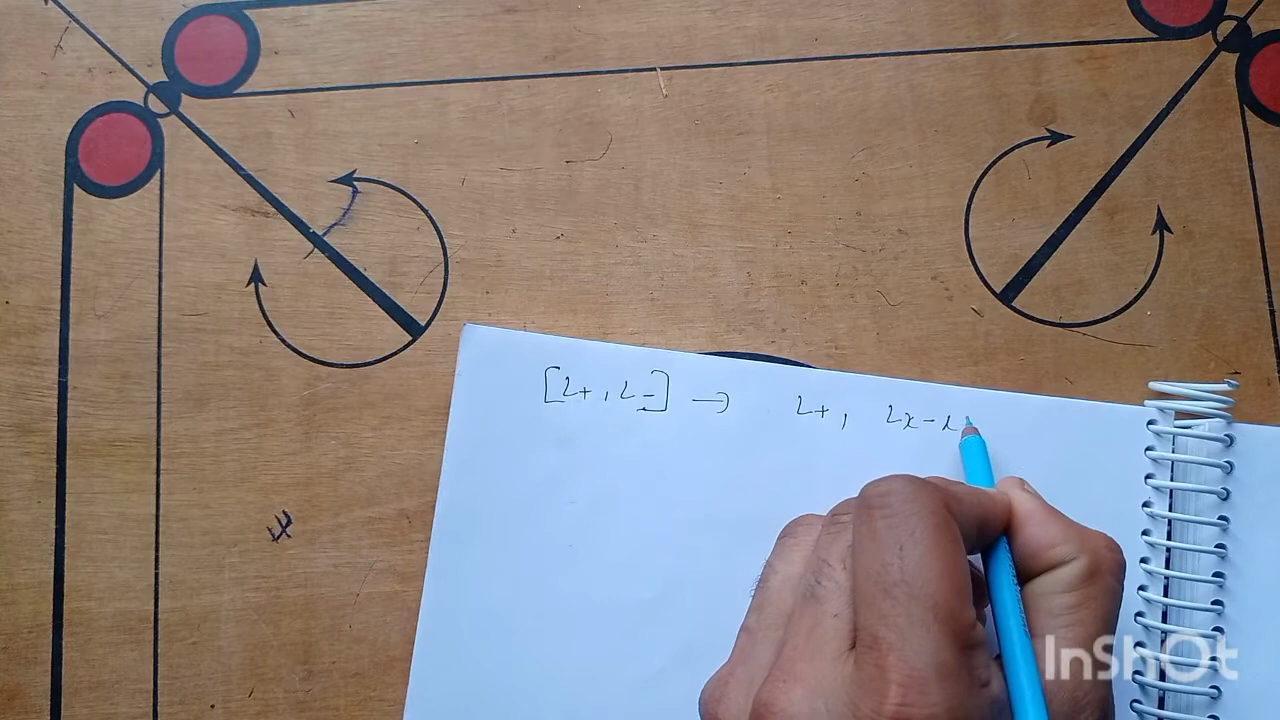 [L+, L-] → L+, Lx-i
InShOt